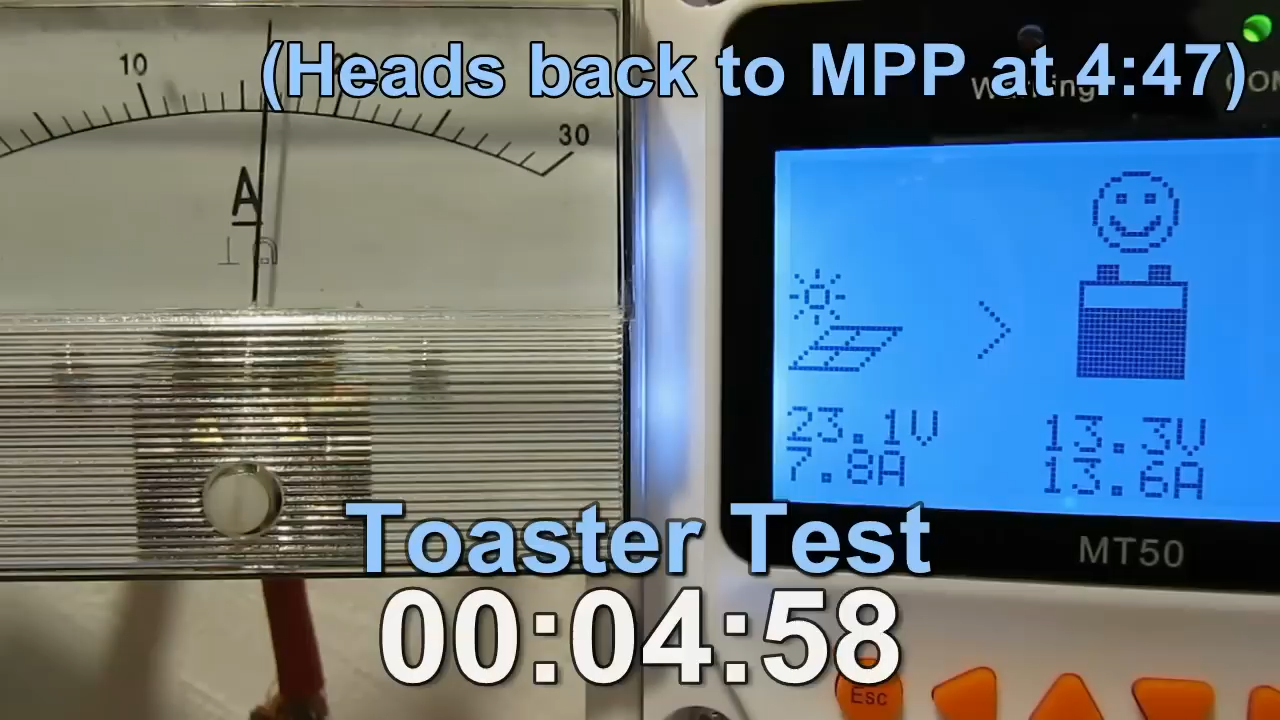 (Heads back to MPP at 4:47)
Warning
10
30
A
23.1V
7.8A
13.3V
13.6A
MT50
Toaster Test
00:04:58
Esc